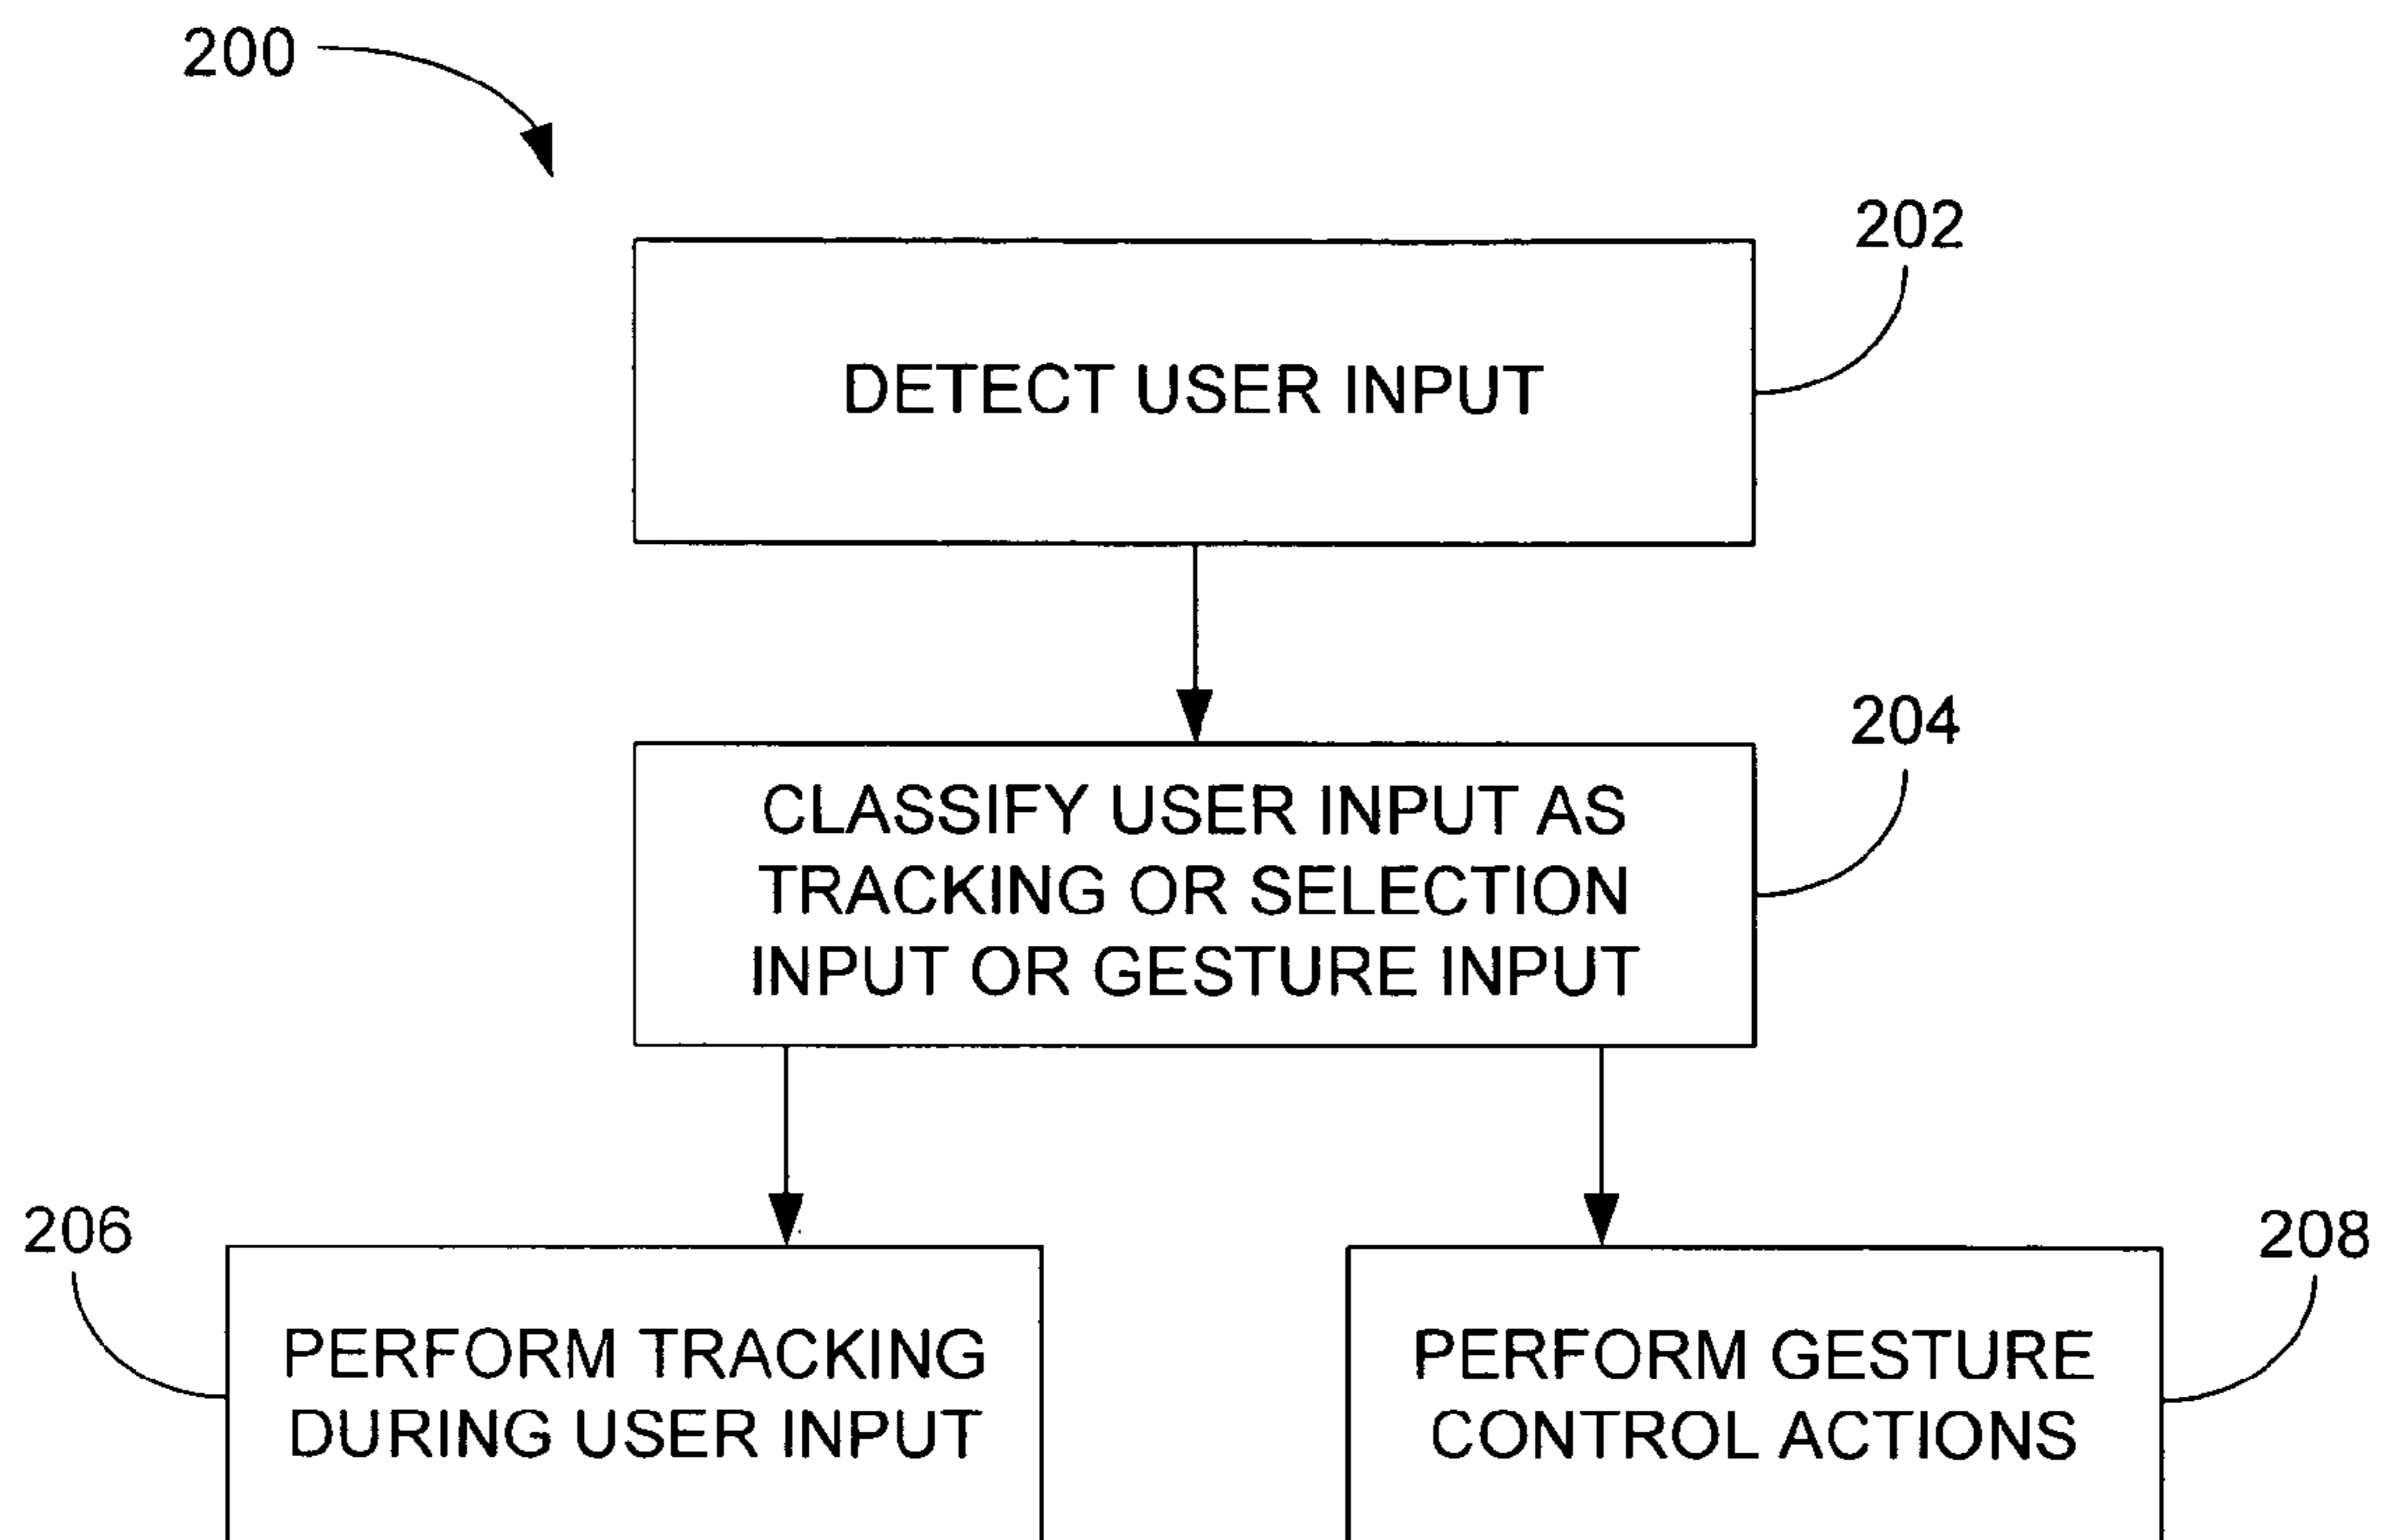 200
202
DETECT USER INPUT
204
CLASSIFY USER INPUT AS
TRACKING OR SELECTION
INPUT OR GESTURE INPUT
206
208
PERFORM TRACKING
DURING USER INPUT
PERFORM GESTURE
CONTROL ACTIONS